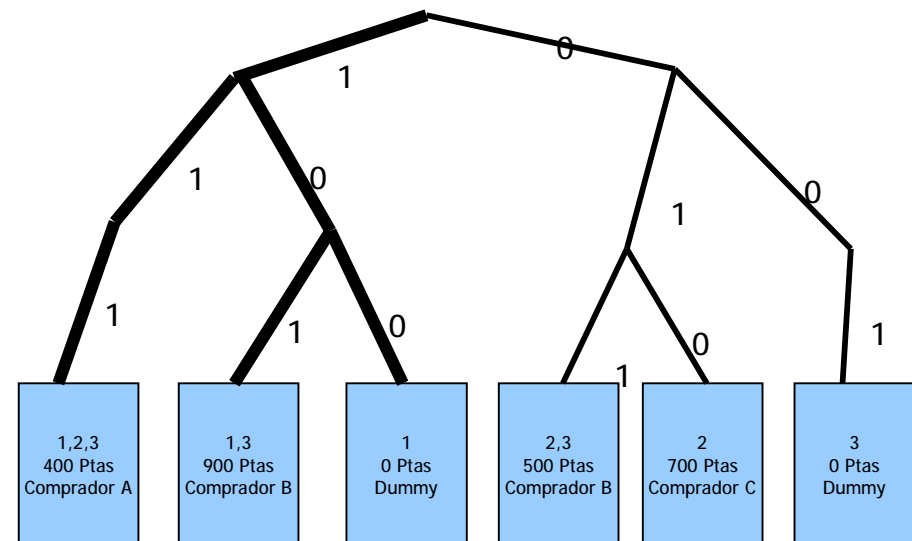 0
1
1
0
1
0
1
1
0
1
0
1
1,2,3
400 Ptas
Comprador A
1,3
900 Ptas
Comprador B
1
0 Ptas
Dummy
2,3
500 Ptas
Comprador B
2
700 Ptas
Comprador C
3
0 Ptas
Dummy